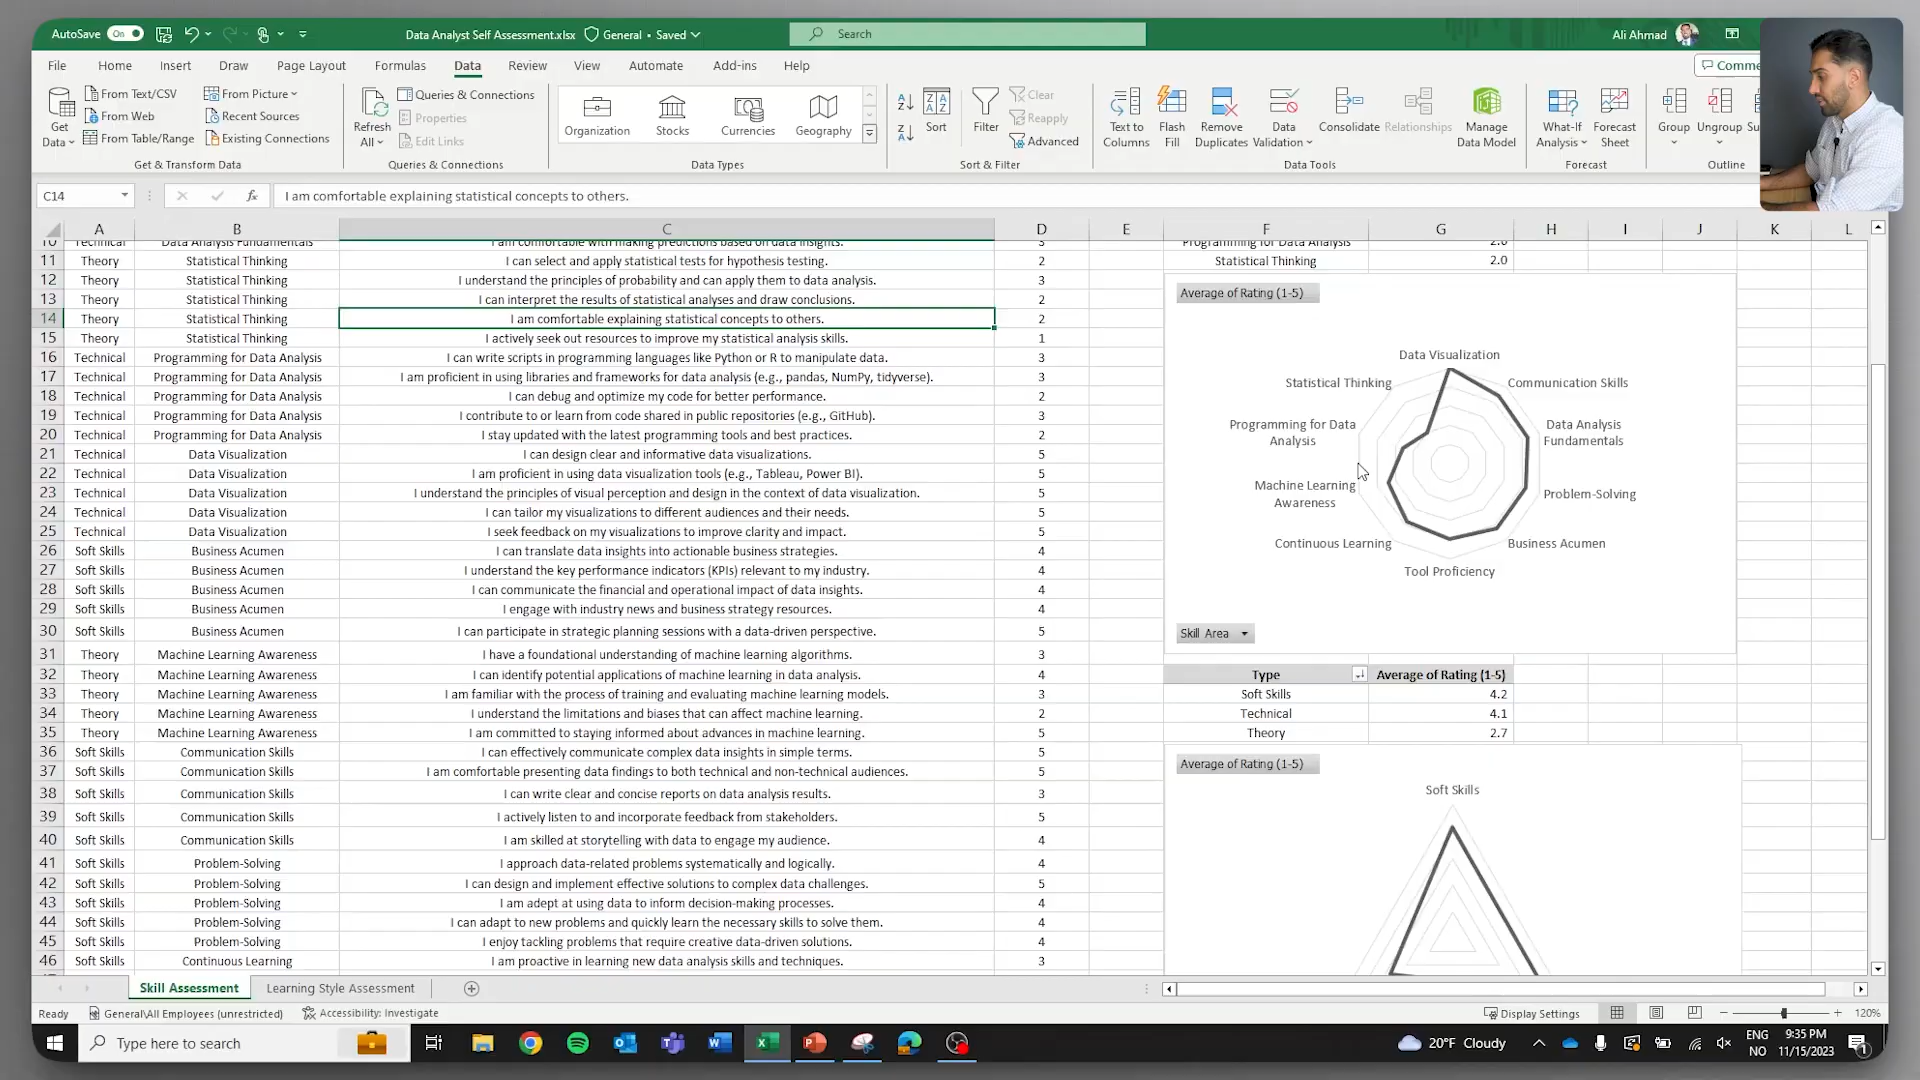 AutoSave On Data Analyst Self Assessment.xlsx General • Saved Search Ali Ahmad
File Home Insert Draw Page Layout Formulas Data Review View Automate Add-ins Help
From Text/CSV From Picture Queries & Connections Clear
From Web Recent Sources Properties Reapply
From Table/Range Existing Connections Edit Links Advanced
Get Data Refresh All Organization Stocks Currencies Geography Sort Filter Text to Columns Flash Fill Remove Duplicates Data Validation Consolidate Relationships Manage Data Model What-If Analysis Forecast Sheet Group Ungroup
Get & Transform Data Queries & Connections Data Types Sort & Filter Data Tools Forecast Outline
C14 fx I am comfortable explaining statistical concepts to others.
A B C D E F G H I J K L
10 Technical Data Analysis Fundamentals I am comfortable with making predictions based on data insights. 3 Programming for Data Analysis 2.6
11 Theory Statistical Thinking I can select and apply statistical tests for hypothesis testing. 2 Statistical Thinking 2.0
12 Theory Statistical Thinking I understand the principles of probability and can apply them to data analysis. 3
13 Theory Statistical Thinking I can interpret the results of statistical analyses and draw conclusions. 2
14 Theory Statistical Thinking I am comfortable explaining statistical concepts to others. 2
15 Theory Statistical Thinking I actively seek out resources to improve my statistical analysis skills. 1
16 Technical Programming for Data Analysis I can write scripts in programming languages like Python or R to manipulate data. 3
17 Technical Programming for Data Analysis I am proficient in using libraries and frameworks for data analysis (e.g., pandas, NumPy, tidyverse). 3
18 Technical Programming for Data Analysis I can debug and optimize my code for better performance. 2
19 Technical Programming for Data Analysis I contribute to or learn from code shared in public repositories (e.g., GitHub). 3
20 Technical Programming for Data Analysis I stay updated with the latest programming tools and best practices. 2
21 Technical Data Visualization I can design clear and informative data visualizations. 5
22 Technical Data Visualization I am proficient in using data visualization tools (e.g., Tableau, Power BI). 5
23 Technical Data Visualization I understand the principles of visual perception and design in the context of data visualization. 5
24 Technical Data Visualization I can tailor my visualizations to different audiences and their needs. 5
25 Technical Data Visualization I seek feedback on my visualizations to improve clarity and impact. 5
26 Soft Skills Business Acumen I can translate data insights into actionable business strategies. 4
27 Soft Skills Business Acumen I understand the key performance indicators (KPIs) relevant to my industry. 4
28 Soft Skills Business Acumen I can communicate the financial and operational impact of data insights. 4
29 Soft Skills Business Acumen I engage with industry news and business strategy resources. 4
30 Soft Skills Business Acumen I can participate in strategic planning sessions with a data-driven perspective. 5
31 Theory Machine Learning Awareness I have a foundational understanding of machine learning algorithms. 3
32 Theory Machine Learning Awareness I can identify potential applications of machine learning in data analysis. 4
33 Theory Machine Learning Awareness I am familiar with the process of training and evaluating machine learning models. 3
34 Theory Machine Learning Awareness I understand the limitations and biases that can affect machine learning. 2
35 Theory Machine Learning Awareness I am committed to staying informed about advances in machine learning. 5
36 Soft Skills Communication Skills I can effectively communicate complex data insights in simple terms. 5
37 Soft Skills Communication Skills I am comfortable presenting data findings to both technical and non-technical audiences. 5
38 Soft Skills Communication Skills I can write clear and concise reports on data analysis results. 3
39 Soft Skills Communication Skills I actively listen to and incorporate feedback from stakeholders. 5
40 Soft Skills Communication Skills I am skilled at storytelling with data to engage my audience. 4
41 Soft Skills Problem-Solving I approach data-related problems systematically and logically. 4
42 Soft Skills Problem-Solving I can design and implement effective solutions to complex data challenges. 5
43 Soft Skills Problem-Solving I am adept at using data to inform decision-making processes. 4
44 Soft Skills Problem-Solving I can adapt to new problems and quickly learn the necessary skills to solve them. 4
45 Soft Skills Problem-Solving I enjoy tackling problems that require creative data-driven solutions. 4
46 Soft Skills Continuous Learning I am proactive in learning new data analysis skills and techniques. 3
Average of Rating (1-5)
Data Visualization
Statistical Thinking Communication Skills
Programming for Data Analysis Data Analysis Fundamentals
Machine Learning Awareness Problem-Solving
Continuous Learning Business Acumen
Tool Proficiency
Skill Area
Type Average of Rating (1-5)
Soft Skills 4.2
Technical 4.1
Theory 2.7
Average of Rating (1-5)
Soft Skills
Skill Assessment Learning Style Assessment
Ready General\All Employees (unrestricted) Accessibility: Investigate Display Settings 120%
Type here to search 20°F Cloudy ENG NO 9:35 PM 11/15/2023